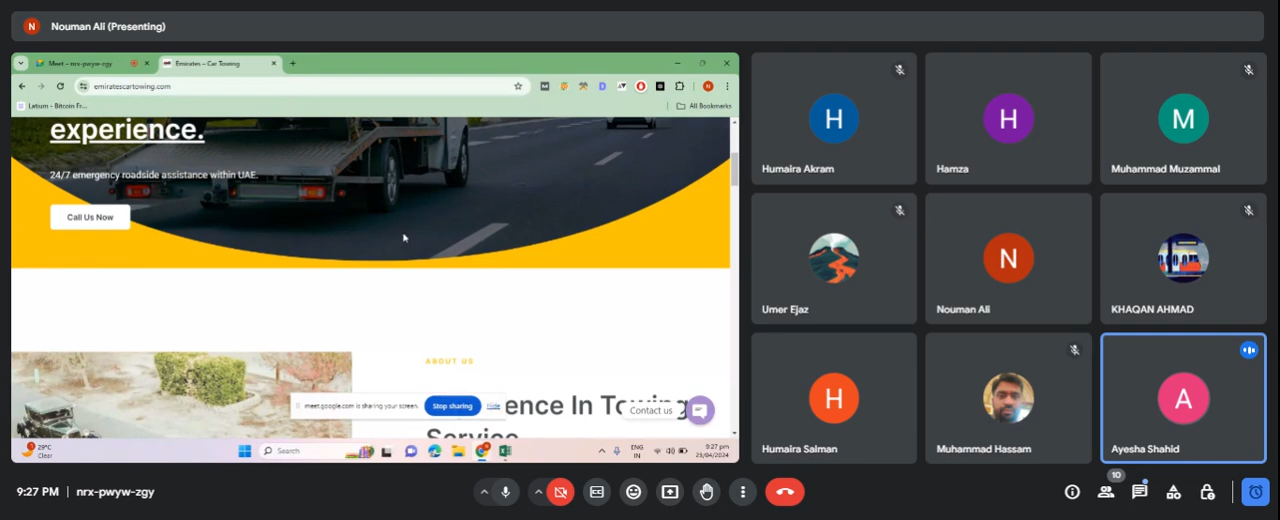 N Nouman Ali (Presenting)
Meet – nrx-pwyw-zgy
Emirates – Car Towing
emiratescartowing.com
N
Latium - Bitcoin Fr...
All Bookmarks
experience.
24/7 emergency roadside assistance within UAE.
Call Us Now
ABOUT US
ence In Towing
Service
meet.google.com is sharing your screen.
Stop sharing
Hide
Contact us
29°C
Clear
Search
ENG
IN
9:27 pm
23/04/2024
H
Humaira Akram
H
Hamza
M
Muhammad Muzammal
Umer Ejaz
N
Nouman Ali
KHAQAN AHMAD
H
Humaira Salman
Muhammad Hassam
A
Ayesha Shahid
9:27 PM | nrx-pwyw-zgy
10